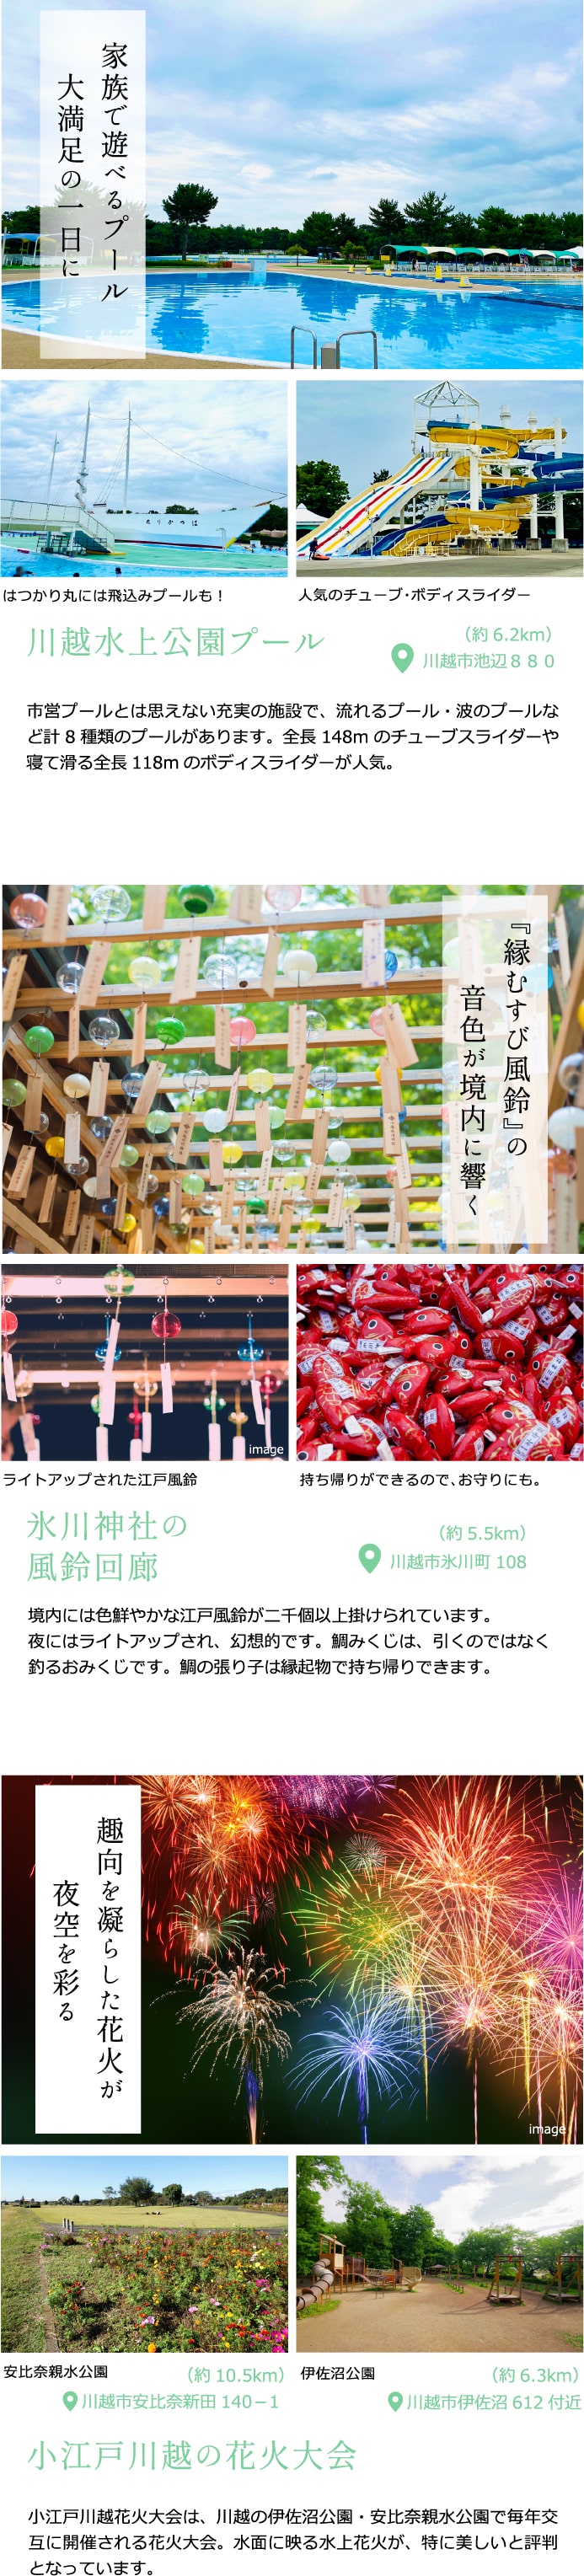 家族で遊べるプール
大満足の一日に
はつかり丸
はつかり丸には飛込みプールも！
人気のチューブ･ボディスライダー
川越水上公園プール
（約 6.2km）
川越市池辺８８０
市営プールとは思えない充実の施設で、流れるプール・波のプールな
ど計 8 種類のプールがあります。全長 148m のチューブスライダーや
寝て滑る全長 118m のボディスライダーが人気。
『縁むすび風鈴』の
音色が境内に響く
image
ライトアップされた江戸風鈴
持ち帰りができるので､お守りにも。
氷川神社の
風鈴回廊
（約 5.5km）
川越市氷川町 108
境内には色鮮やかな江戸風鈴が二千個以上掛けられています。
夜にはライトアップされ、幻想的です。鯛みくじは、引くのではなく
釣るおみくじです。鯛の張り子は縁起物で持ち帰りできます。
趣向を凝らした花火が
夜空を彩る
image
安比奈親水公園
（約 10.5km）
川越市安比奈新田 140－1
伊佐沼公園
（約 6.3km）
川越市伊佐沼 612 付近
小江戸川越の花火大会
小江戸川越花火大会は、川越の伊佐沼公園・安比奈親水公園で毎年交
互に開催される花火大会。水面に映る水上花火が、特に美しいと評判
となっています。